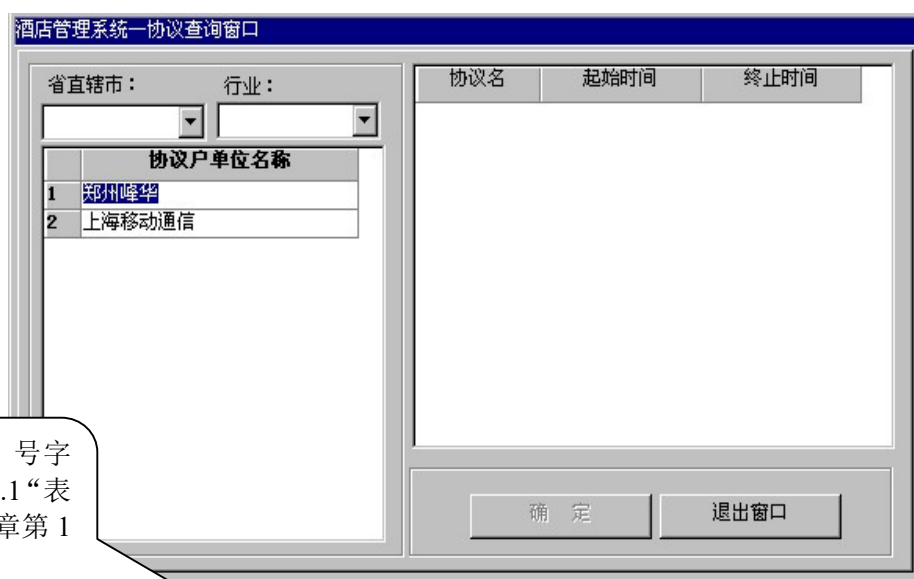 酒店管理系统—协议查询窗口
省直辖市： 行业：
协议户单位名称
1 郑州峰华
2 上海移动通信
协议名 起始时间 终止时间
确 定 退出窗口
号字
.1“表
章第 1